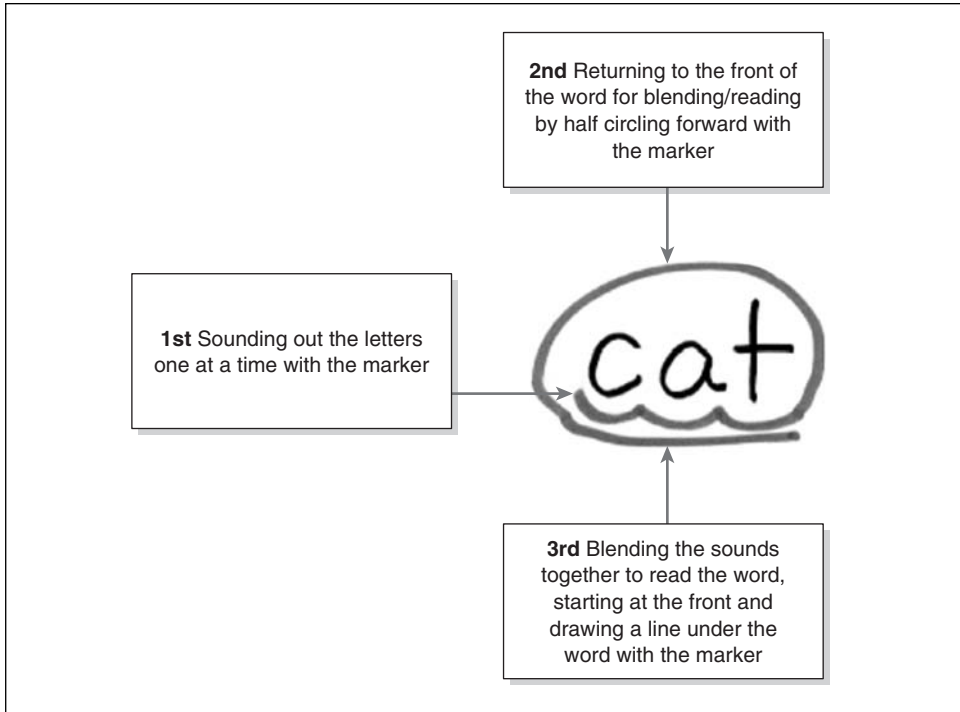 2nd Returning to the front of
the word for blending/reading
by half circling forward with
the marker
1st Sounding out the letters
one at a time with the marker
cat
3rd Blending the sounds
together to read the word,
starting at the front and
drawing a line under the
word with the marker